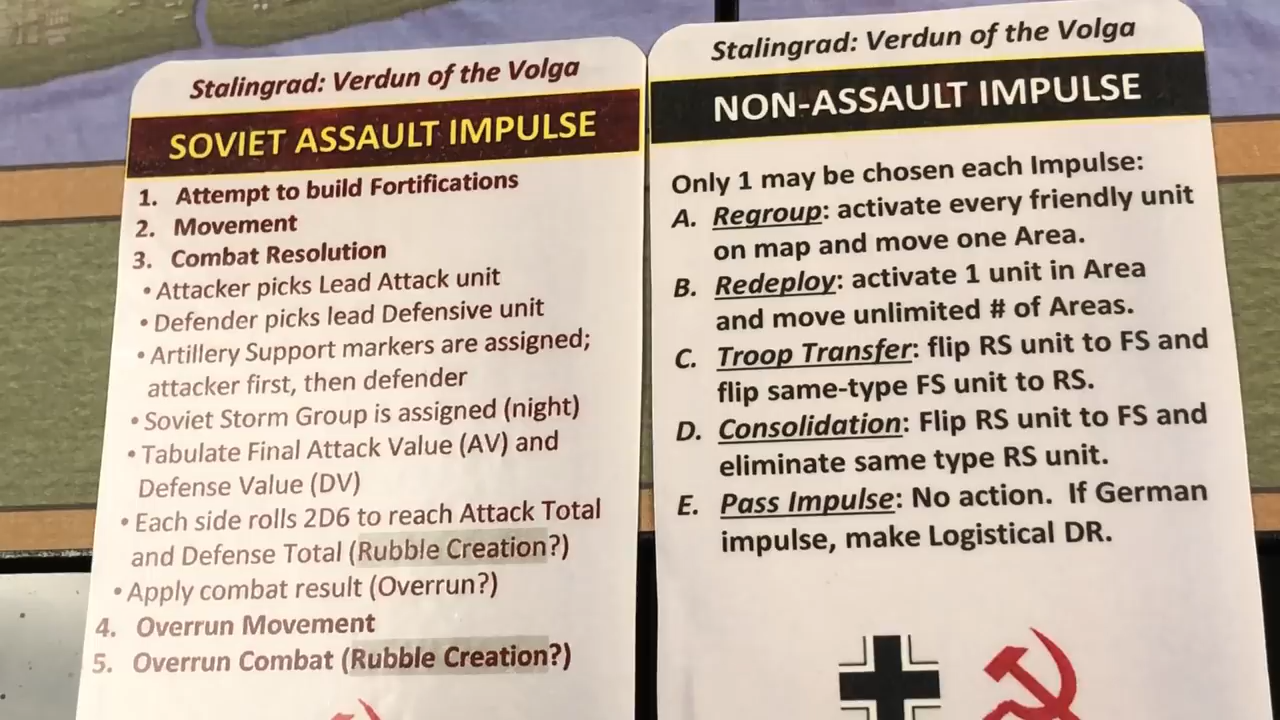 Stalingrad: Verdun of the Volga
SOVIET ASSAULT IMPULSE
1. Attempt to build Fortifications
2. Movement
3. Combat Resolution
• Attacker picks Lead Attack unit
• Defender picks lead Defensive unit
• Artillery Support markers are assigned;
attacker first, then defender
• Soviet Storm Group is assigned (night)
• Tabulate Final Attack Value (AV) and
Defense Value (DV)
• Each side rolls 2D6 to reach Attack Total
and Defense Total (Rubble Creation?)
• Apply combat result (Overrun?)
4. Overrun Movement
5. Overrun Combat (Rubble Creation?)
Stalingrad: Verdun of the Volga
NON-ASSAULT IMPULSE
Only 1 may be chosen each Impulse:
A. Regroup: activate every friendly unit
on map and move one Area.
B. Redeploy: activate 1 unit in Area
and move unlimited # of Areas.
C. Troop Transfer: flip RS unit to FS and
flip same-type FS unit to RS.
D. Consolidation: Flip RS unit to FS and
eliminate same type RS unit.
E. Pass Impulse: No action. If German
impulse, make Logistical DR.